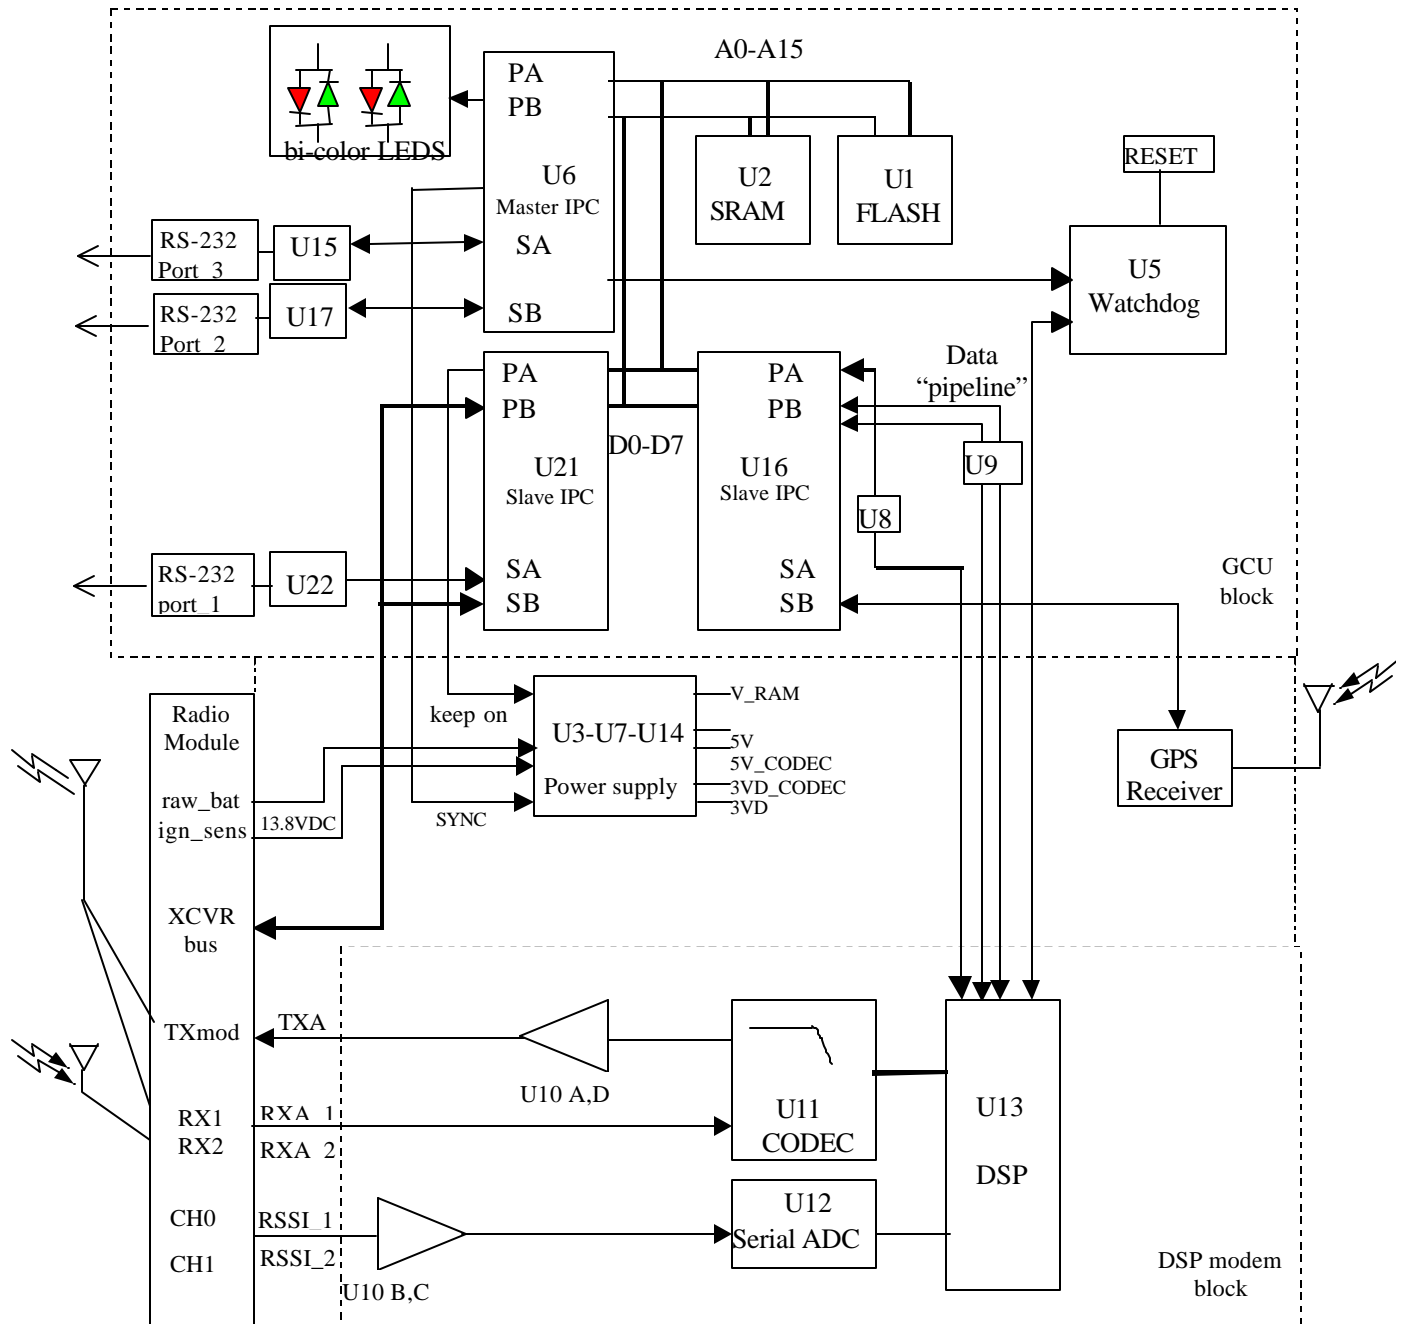 A0-A15
bi-color LEDS
PA
PB
U6
Master IPC
SA
SB
U2
SRAM
U1
FLASH
RESET
U5
Watchdog
RS-232
Port_3
U15
RS-232
Port_2
U17
PA
PB
D0-D7
U21
Slave IPC
SA
SB
PA
PB
U16
Slave IPC
SA
SB
Data
“pipeline”
U9
U8
RS-232
port_1
U22
GCU
block
Radio
Module
raw_bat
ign_sens
13.8VDC
keep on
SYNC
U3-U7-U14
Power supply
V_RAM
5V
5V_CODEC
3VD_CODEC
3VD
GPS
Receiver
XCVR
bus
TXmod
TXA
U10 A,D
U11
CODEC
U13
DSP
RX1
RX2
RXA_1
RXA_2
CH0
CH1
RSSI_1
RSSI_2
U10 B,C
U12
Serial ADC
DSP modem
block